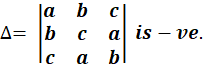 Δ= |a b c|
|b c a| is – ve.
|c a b|